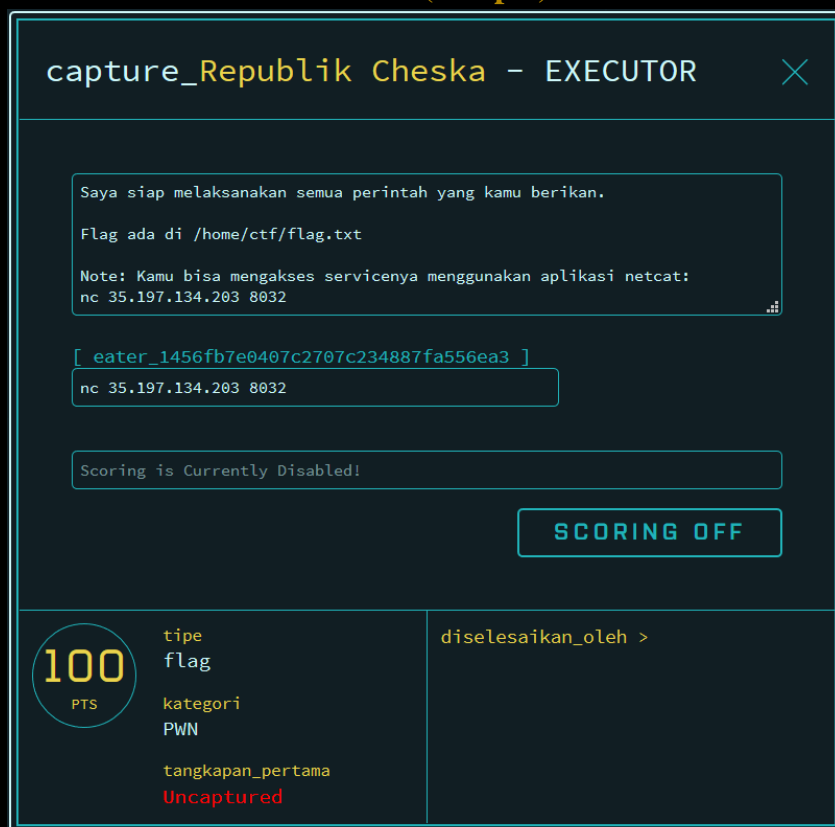 capture_Republik Cheska - EXECUTOR
Saya siap melaksanakan semua perintah yang kamu berikan.
Flag ada di /home/ctf/flag.txt
Note: Kamu bisa mengakses servicenya menggunakan aplikasi netcat:
nc 35.197.134.203 8032
[ eater_1456fb7e0407c2707c234887fa556ea3 ]
nc 35.197.134.203 8032
Scoring is Currently Disabled!
SCORING OFF
100
PTS
tipe
flag
kategori
PWN
tangkapan_pertama
Uncaptured
diselesaikan_oleh >